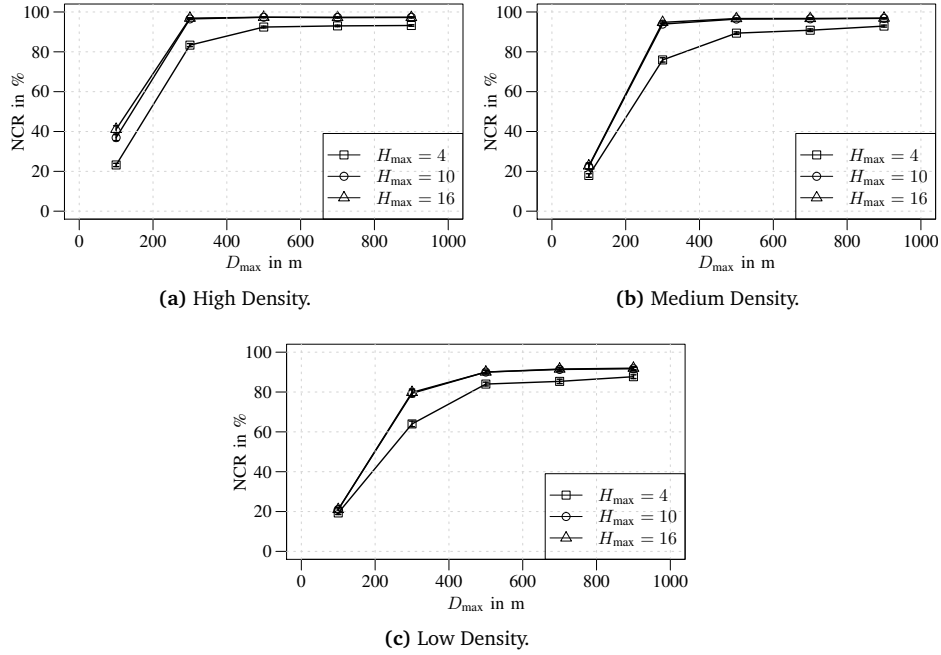 100
80
60
40
20
0
NCR in %
0 200 400 600 800 1000
D_max in m
H_max = 4
H_max = 10
H_max = 16
(a) High Density.
100
80
60
40
20
0
NCR in %
0 200 400 600 800 1000
D_max in m
H_max = 4
H_max = 10
H_max = 16
(b) Medium Density.
100
80
60
40
20
0
NCR in %
0 200 400 600 800 1000
D_max in m
H_max = 4
H_max = 10
H_max = 16
(c) Low Density.